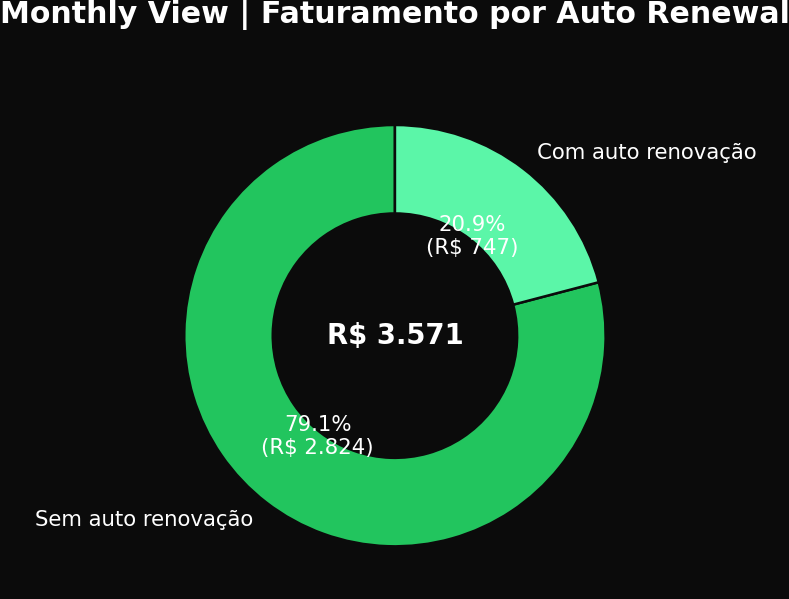 Monthly View | Faturamento por Auto Renewal
Com auto renovação
20.9%
(R$ 747)
R$ 3.571
79.1%
(R$ 2.824)
Sem auto renovação